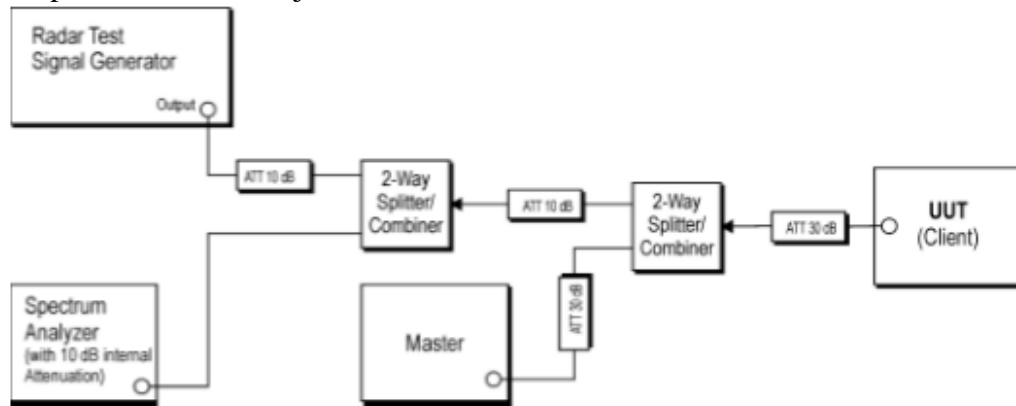 Radar Test
Signal Generator
Output
ATT 10 dB
2-Way
Splitter/
Combiner
ATT 10 dB
2-Way
Splitter/
Combiner
ATT 30 dB
UUT
(Client)
Spectrum
Analyzer
(with 10 dB internal
Attenuation)
Master
ATT 30 dB